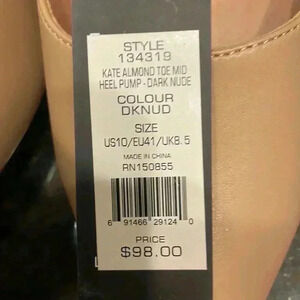 STYLE
134319
KATE ALMOND TOE MID
HEEL PUMP - DARK NUDE
COLOUR
DKNUD
SIZE
US10/EU41/UK8.5
MADE IN CHINA
RN150855
6 91466 29124 0
PRICE
$98.00